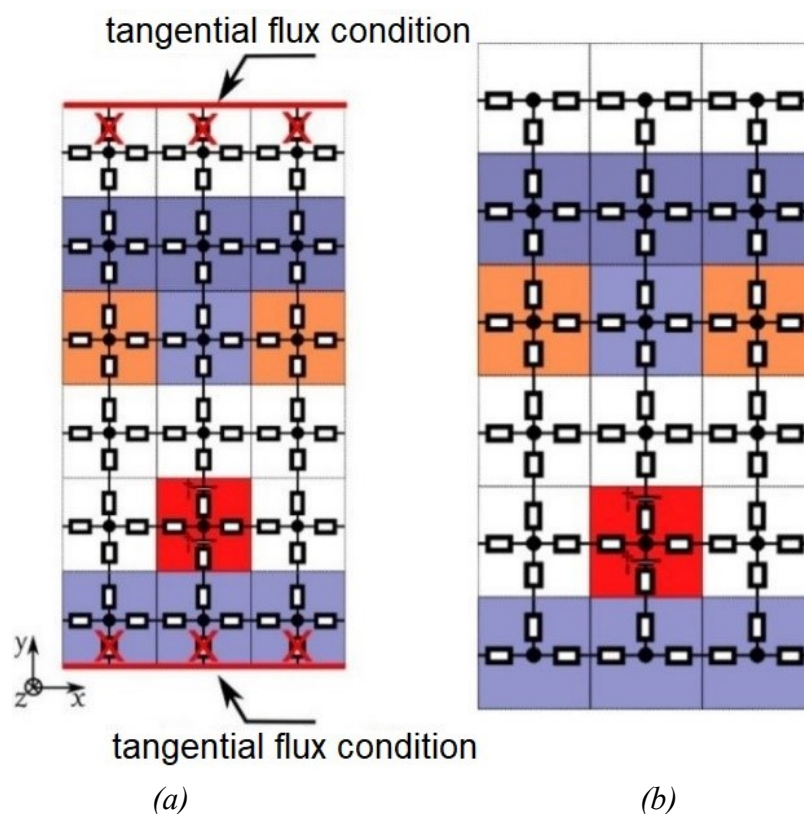 tangential flux condition
y
z
x
tangential flux condition
(a)
(b)